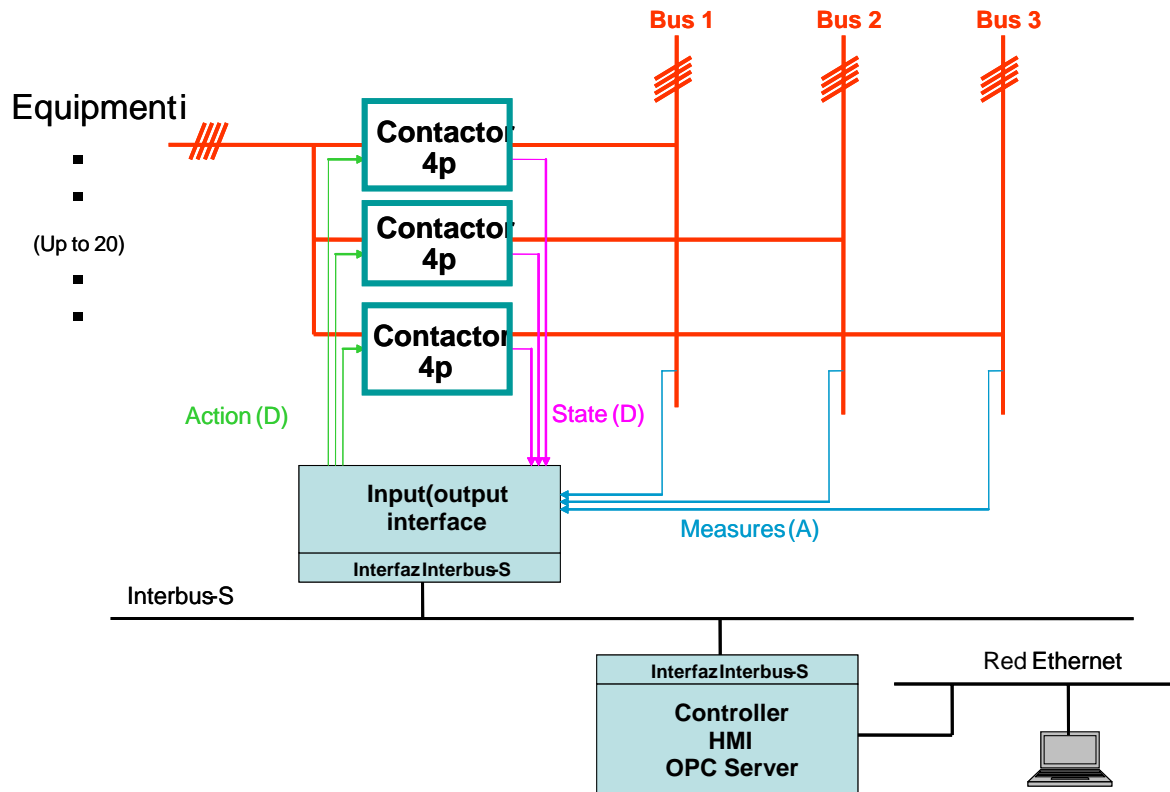 Bus 1
Bus 2
Bus 3
Equipmenti
(Up to 20)
Contactor
4p
Contactor
4p
Contactor
4p
Action (D)
State (D)
Measures (A)
Input(output
interface
Interfaz Interbus-S
Interbus-S
Interfaz Interbus-S
Controller
HMI
OPC Server
Red Ethernet